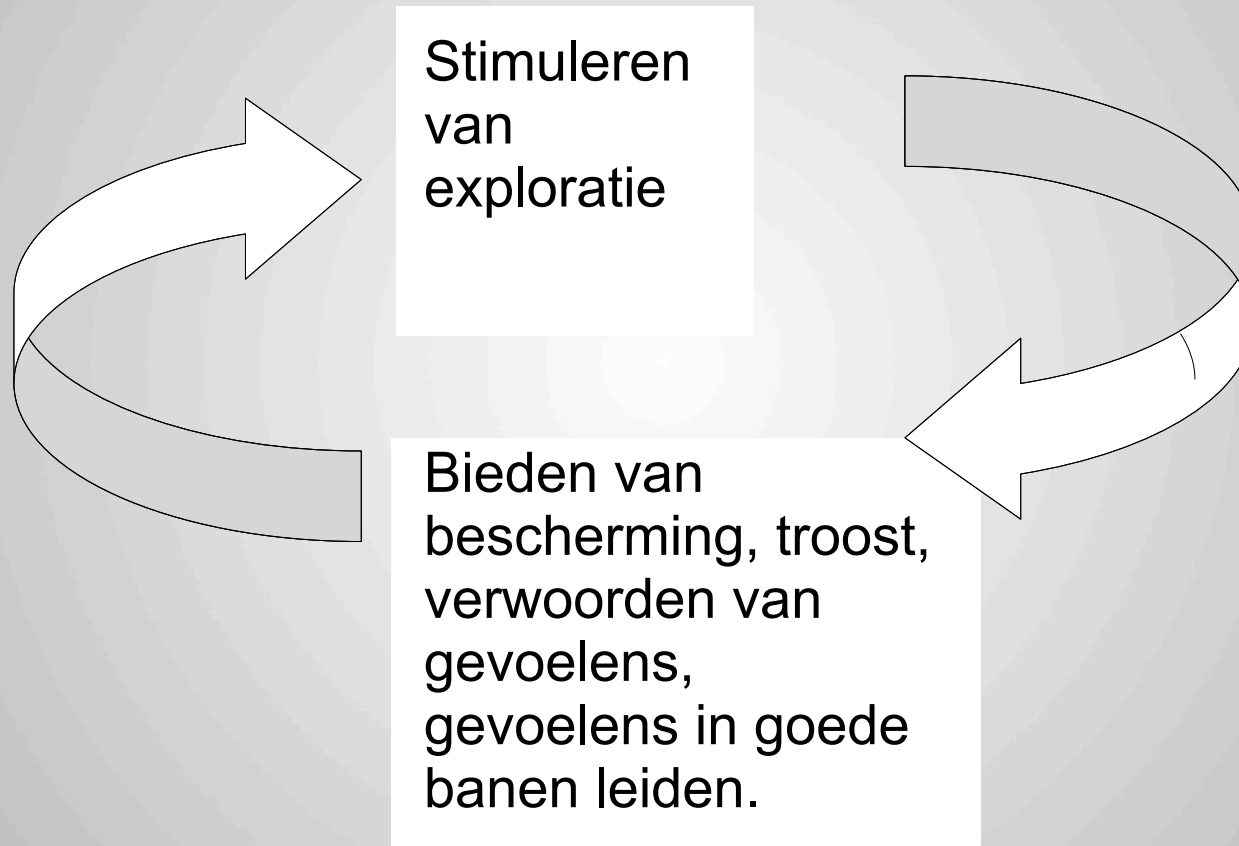 Stimuleren
van
exploratie
Bieden van
bescherming, troost,
verwoorden van
gevoelens,
gevoelens in goede
banen leiden.